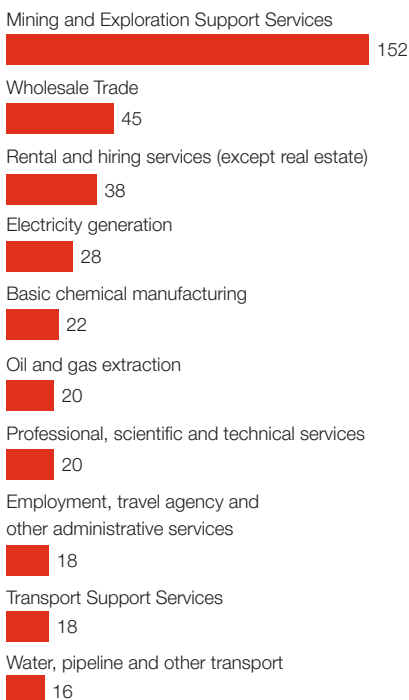 Mining and Exploration Support Services
152
Wholesale Trade
45
Rental and hiring services (except real estate)
38
Electricity generation
28
Basic chemical manufacturing
22
Oil and gas extraction
20
Professional, scientific and technical services
20
Employment, travel agency and
other administrative services
18
Transport Support Services
18
Water, pipeline and other transport
16